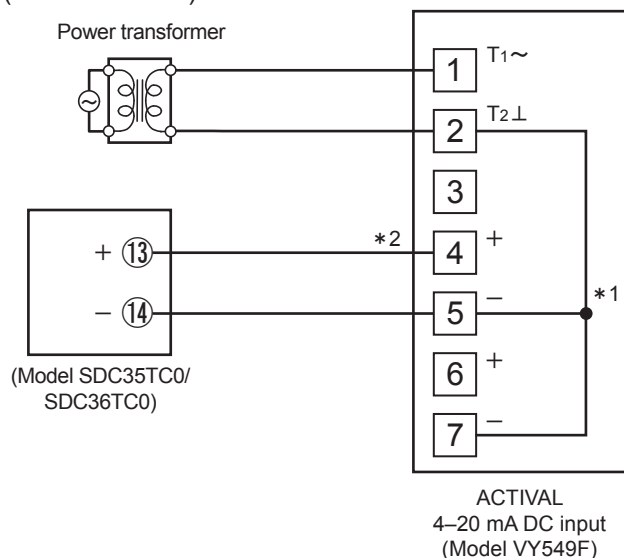 Power transformer
1 T1~
2 T2⊥
3
+ ⑬ *2 4 +
− ⑭ 5 − *1
6 +
7 −
(Model SDC35TC0/
SDC36TC0)
ACTIVAL
4–20 mA DC input
(Model VY549F)